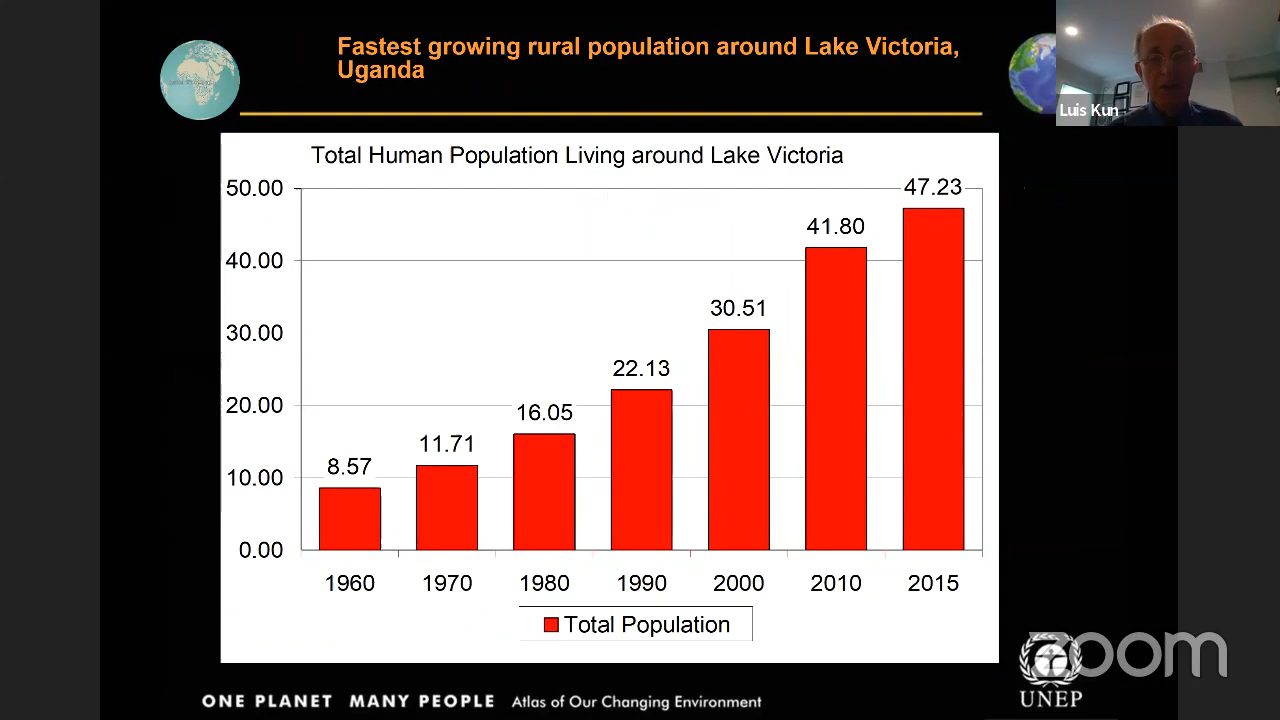 Fastest growing rural population around Lake Victoria,
Uganda
Luis Kun
Total Human Population Living around Lake Victoria
50.00
40.00
30.00
20.00
10.00
0.00
8.57
11.71
16.05
22.13
30.51
41.80
47.23
1960 1970 1980 1990 2000 2010 2015
Total Population
ONE PLANET MANY PEOPLE Atlas of Our Changing Environment
zoom
UNEP